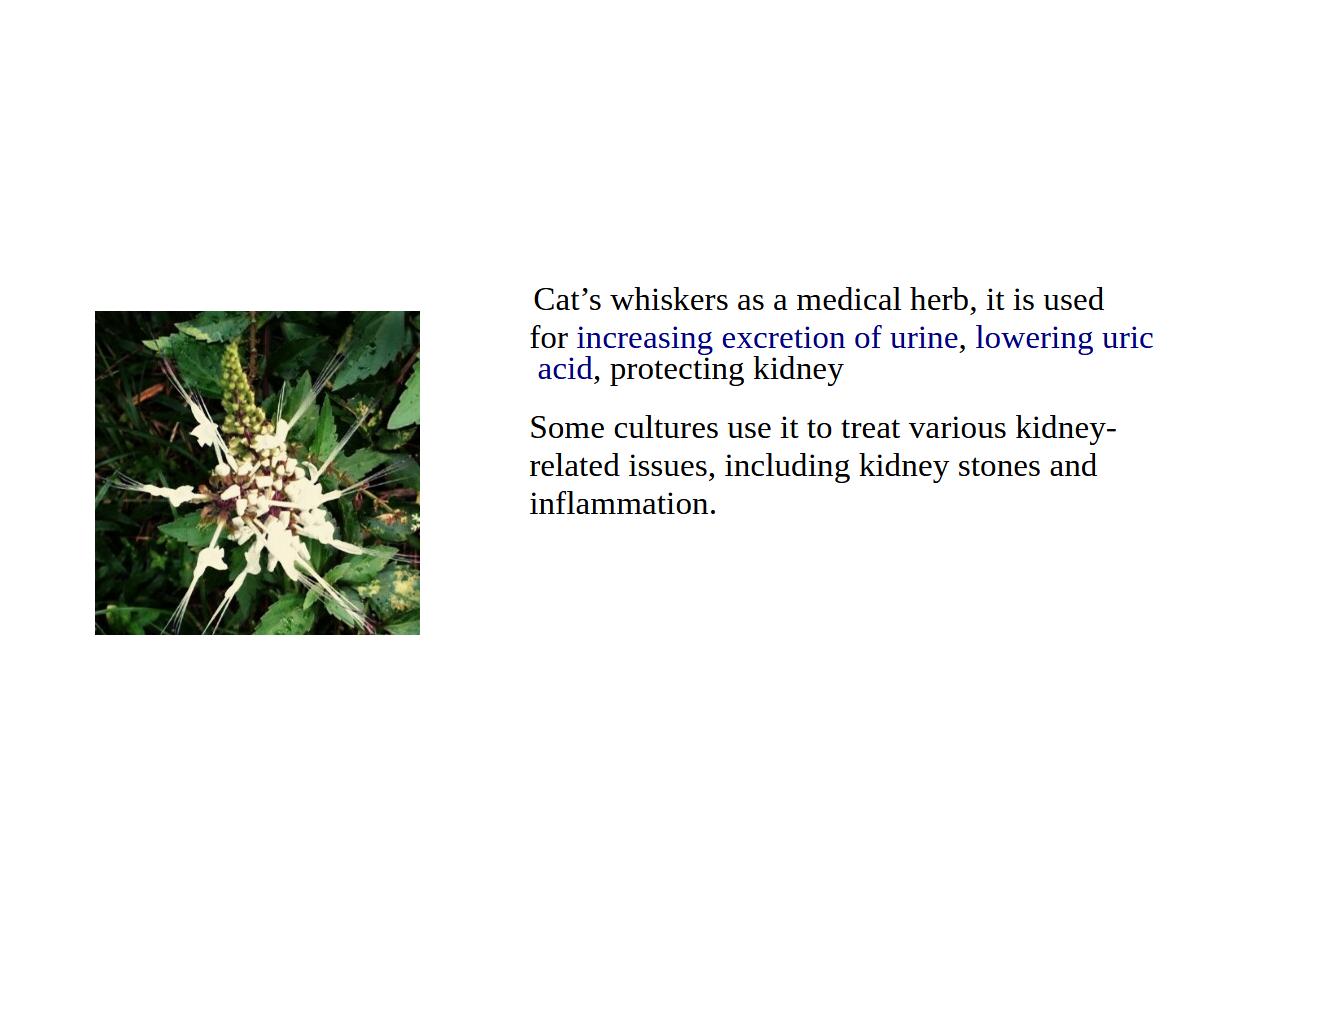 Cat’s whiskers as a medical herb, it is used
for increasing excretion of urine, lowering uric
acid, protecting kidney
Some cultures use it to treat various kidney-
related issues, including kidney stones and
inflammation.